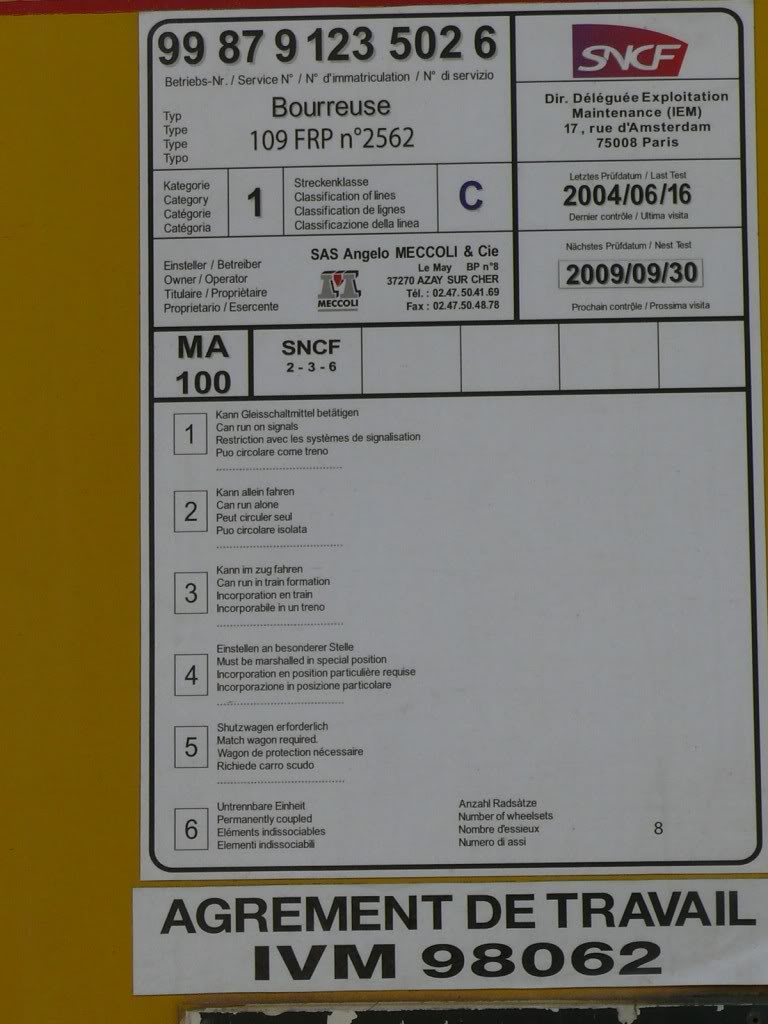 99 87 9 123 502 6
Betriebs-Nr. / Service N° / N° d'immatriculation / N° di servizio
Typ
Type
Type
Typo
Bourreuse
109 FRP n°2562
SNCF
Dir. Déléguée Exploitation
Maintenance (IEM)
17, rue d'Amsterdam
75008 Paris
Kategorie
Category
Catégorie
Catégoria
1
Streckenklasse
Classification of lines
Classification de lignes
Classificazione della linea
C
Letztes Prüfdatum / Last Test
2004/06/16
Dernier contrôle / Ultima visita
Einsteller / Betreiber
Owner / Operator
Titulaire / Propriètaire
Proprietario / Esercente
MECCOLI
SAS Angelo MECCOLI & Cie
Le May BP n°8
37270 AZAY SUR CHER
Tél. : 02.47.50.41.69
Fax : 02.47.50.48.78
Nächstes Prüfdatum / Nest Test
2009/09/30
Prochain contrôle / Prossima visita
MA
100
SNCF
2 - 3 - 6
1
Kann Gleisschaltmittel betätigen
Can run on signals
Restriction avec les systèmes de signalisation
Puo circolare come treno
2
Kann allein fahren
Can run alone
Peut circuler seul
Puo circolare isolata
3
Kann im zug fahren
Can run in train formation
Incorporation en train
Incorporabile in un treno
4
Einstellen an besonderer Stelle
Must be marshalled in special position
Incorporation en position particulière requise
Incorporazione in posizione particolare
5
Shutzwagen erforderlich
Match wagon required.
Wagon de protection nécessaire
Richiede carro scudo
6
Untrennbare Einheit
Permanently coupled
Eléments indissociables
Elementi indissociabili
Anzahl Radsàtze
Number of wheelsets
Nombre d'essieux
Numero di assi
8
AGREMENT DE TRAVAIL
IVM 98062